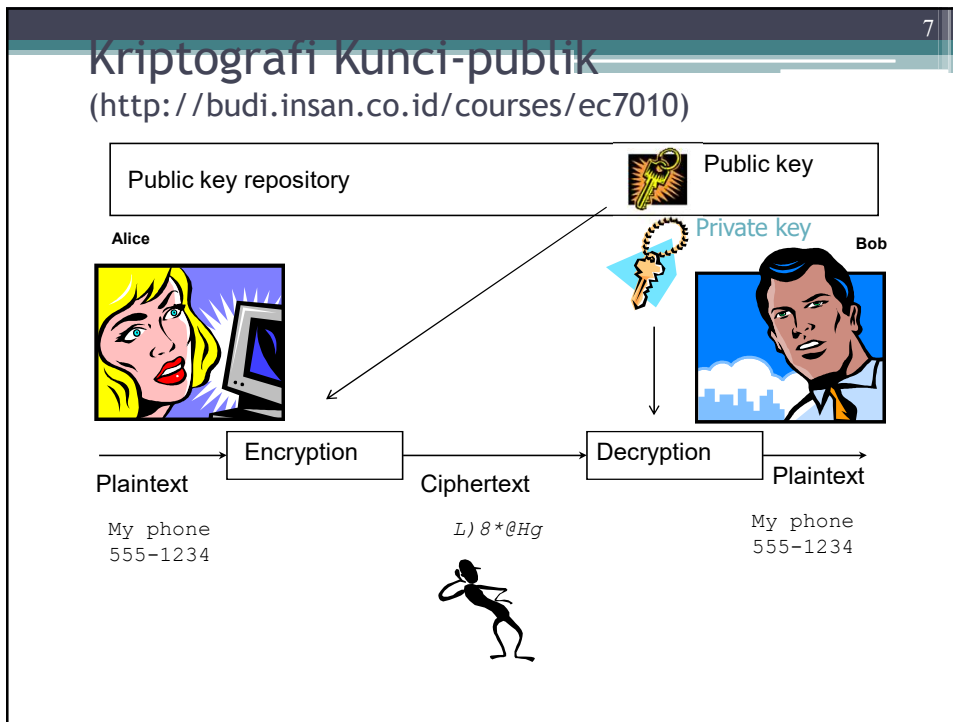 7
Kriptografi Kunci-publik
(http://budi.insan.co.id/courses/ec7010)
Public key repository
Public key
Private key
Alice
Bob
Encryption
Decryption
Plaintext
Ciphertext
Plaintext
My phone
555-1234
L)8*@Hg
My phone
555-1234